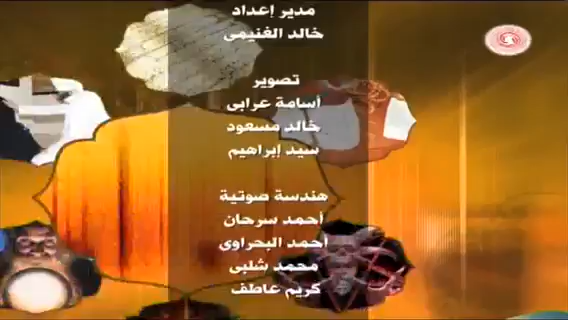 مدير إعداد
خالد الغنيمى
تصوير
أسامة عرابى
خالد مسعود
سيد إبراهيم
هندسة صوتية
أحمد سرحان
أحمد البحراوى
محمد شلبى
كريم عاطف